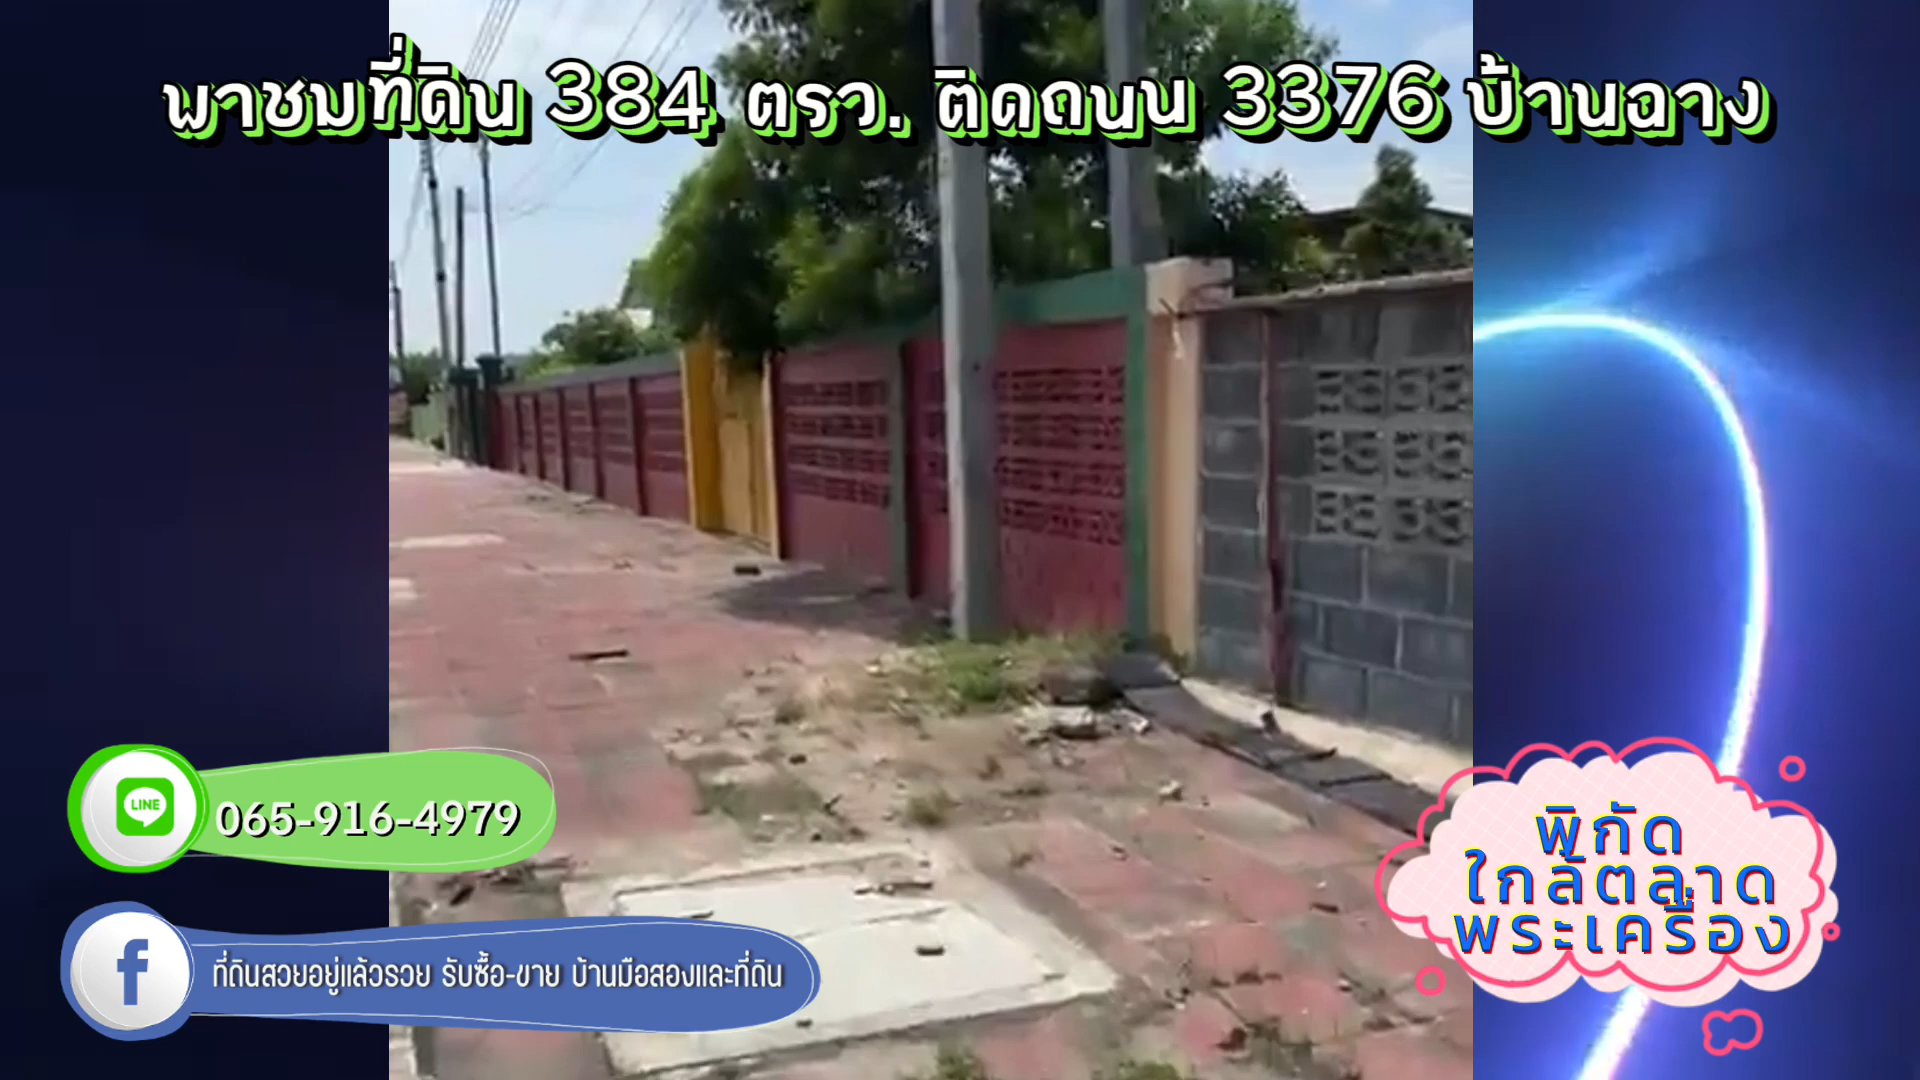 พาชมที่ดิน 384 ตรว. ติดถนน 3376 บ้านฉาง
LINE
065-916-4979
ที่ดินสวยอยู่แล้วรวย รับซื้อ-ขาย บ้านมือสองและที่ดิน
พิกัด
ใกล้ตลาด
พระเครื่อง